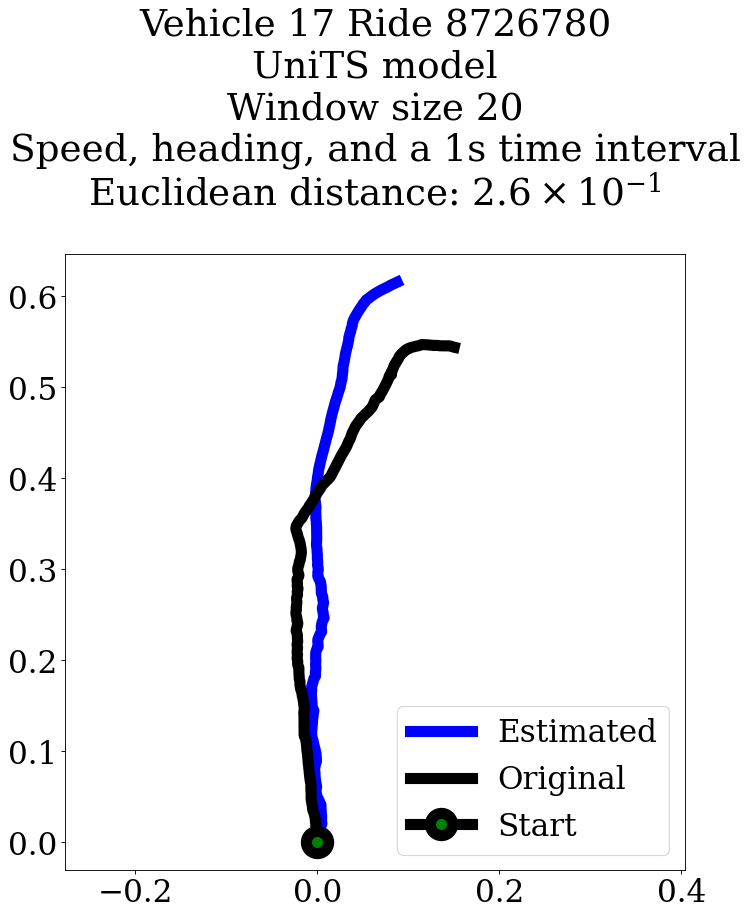 Vehicle 17 Ride 8726780
UniTS model
Window size 20
Speed, heading, and a 1s time interval
Euclidean distance: 2.6 × 10⁻¹
0.6
0.5
0.4
0.3
0.2
0.1
0.0
−0.2
0.0
0.2
0.4
Estimated
Original
Start